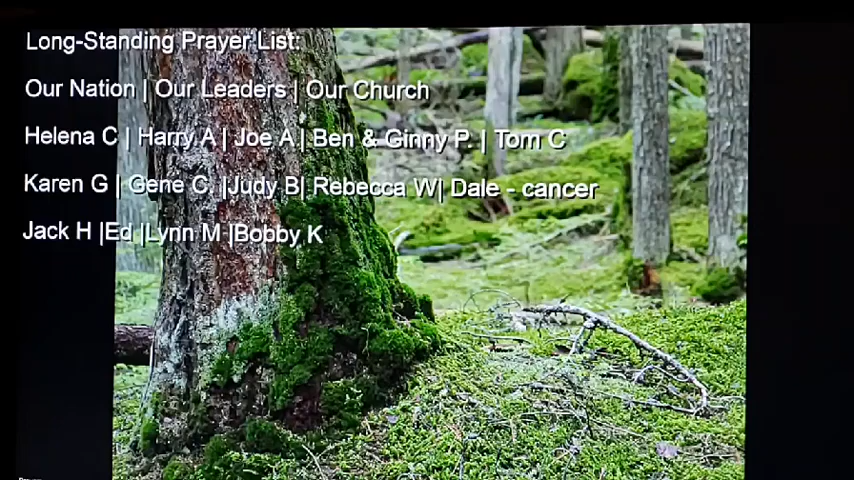 Long-Standing Prayer List:
Our Nation | Our Leaders | Our Church
Helena C | Harry A | Joe A | Ben & Ginny P. | Tom C
Karen G | Gene C. |Judy B| Rebecca W| Dale - cancer
Jack H |Ed |Lynn M |Bobby K